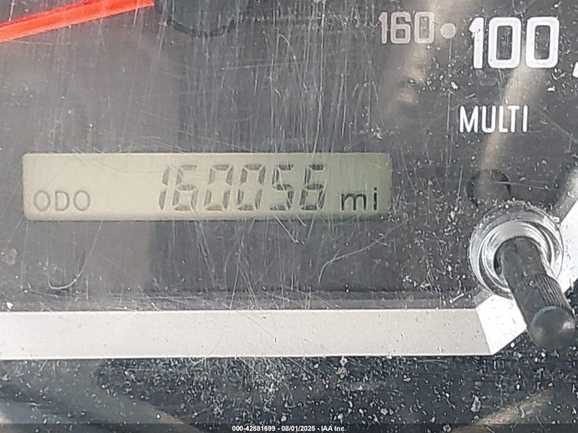 160 100
MULTI
ODO 160056 mi
000-42881699 - 08/01/2025 - IAA Inc.